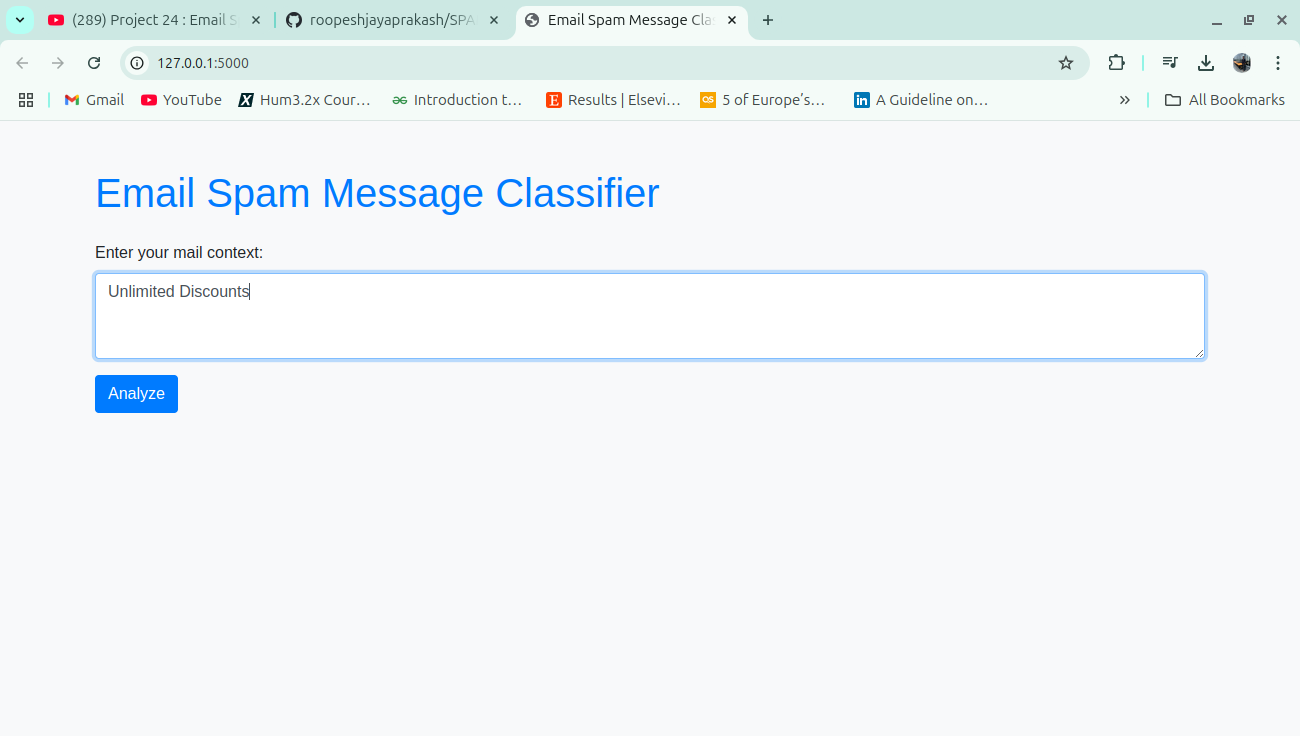 (289) Project 24 : Email S
roopeshjayaprakash/SPA
Email Spam Message Clas
127.0.0.1:5000
Gmail
YouTube
Hum3.2x Cour…
Introduction t…
Results | Elsevi…
5 of Europe’s…
A Guideline on…
»
All Bookmarks
Email Spam Message Classifier
Enter your mail context:
Unlimited Discounts
Analyze